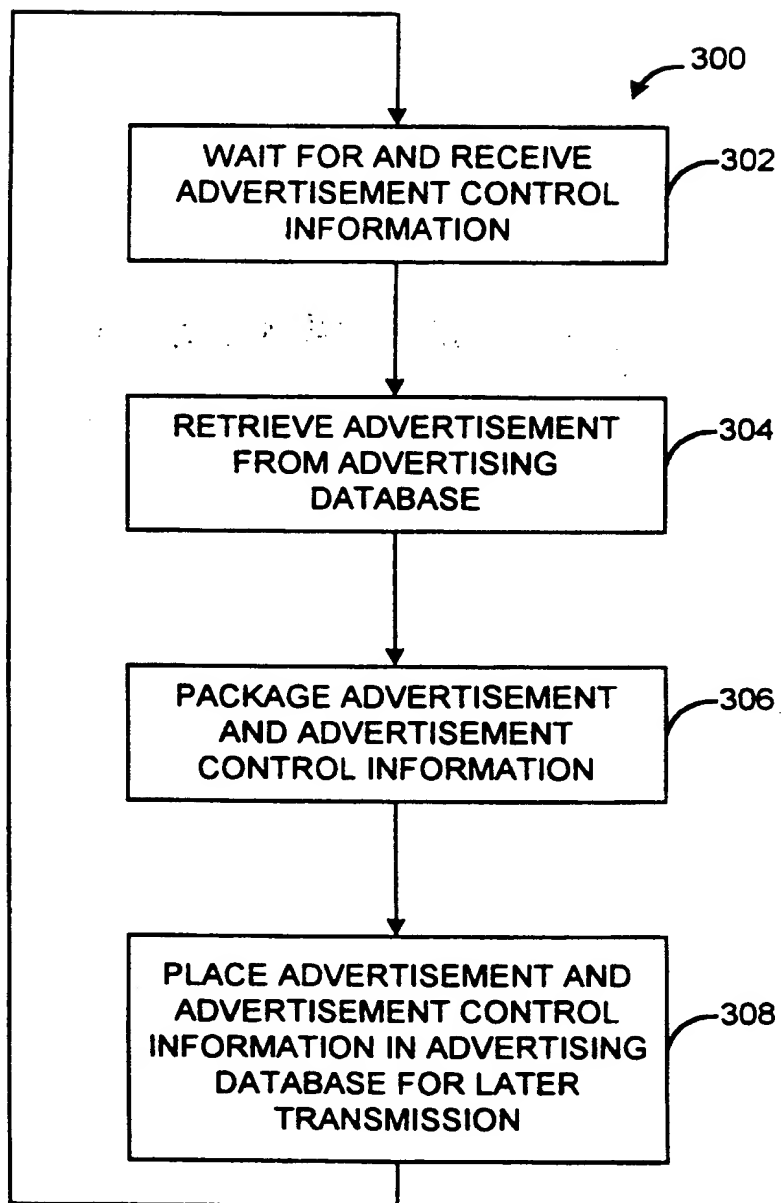 300
WAIT FOR AND RECEIVE
ADVERTISEMENT CONTROL
INFORMATION
302
RETRIEVE ADVERTISEMENT
FROM ADVERTISING
DATABASE
304
PACKAGE ADVERTISEMENT
AND ADVERTISEMENT
CONTROL INFORMATION
306
PLACE ADVERTISEMENT AND
ADVERTISEMENT CONTROL
INFORMATION IN ADVERTISING
DATABASE FOR LATER
TRANSMISSION
308